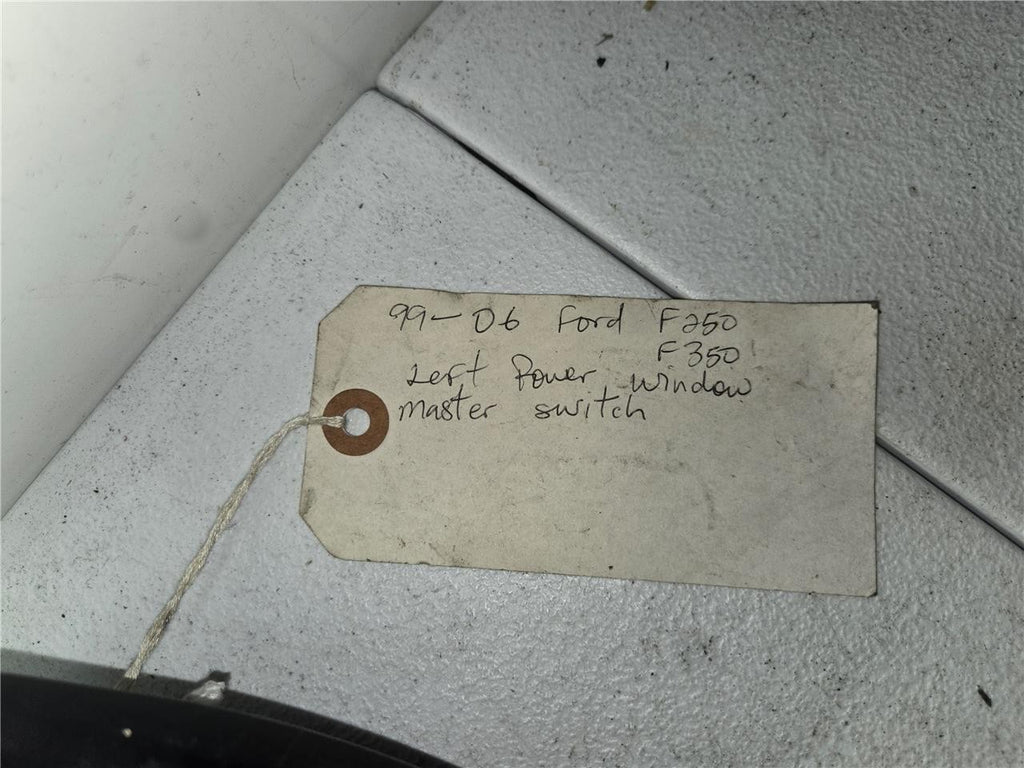 99-06 Ford F250
F350
Left Power window
master switch